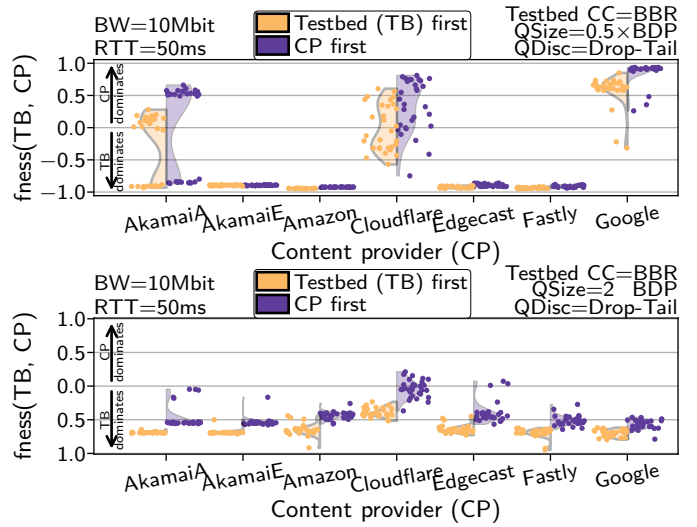 BW=10Mbit
RTT=50ms
Testbed (TB) first
CP first
Testbed CC=BBR
QSize=0.5×BDP
QDisc=Drop-Tail
fness(TB, CP)
1.0
0.5
0.0
−0.5
−1.0
CP
dominates
TB
dominates
AkamaiA
AkamaiE
Amazon
Cloudflare
Edgecast
Fastly
Google
Content provider (CP)
BW=10Mbit
RTT=50ms
Testbed (TB) first
CP first
Testbed CC=BBR
QSize=2 BDP
QDisc=Drop-Tail
fness(TB, CP)
1.0
0.5
0.0
0.5
1.0
CP
dominates
TB
dominates
AkamaiA
AkamaiE
Amazon
Cloudflare
Edgecast
Fastly
Google
Content provider (CP)